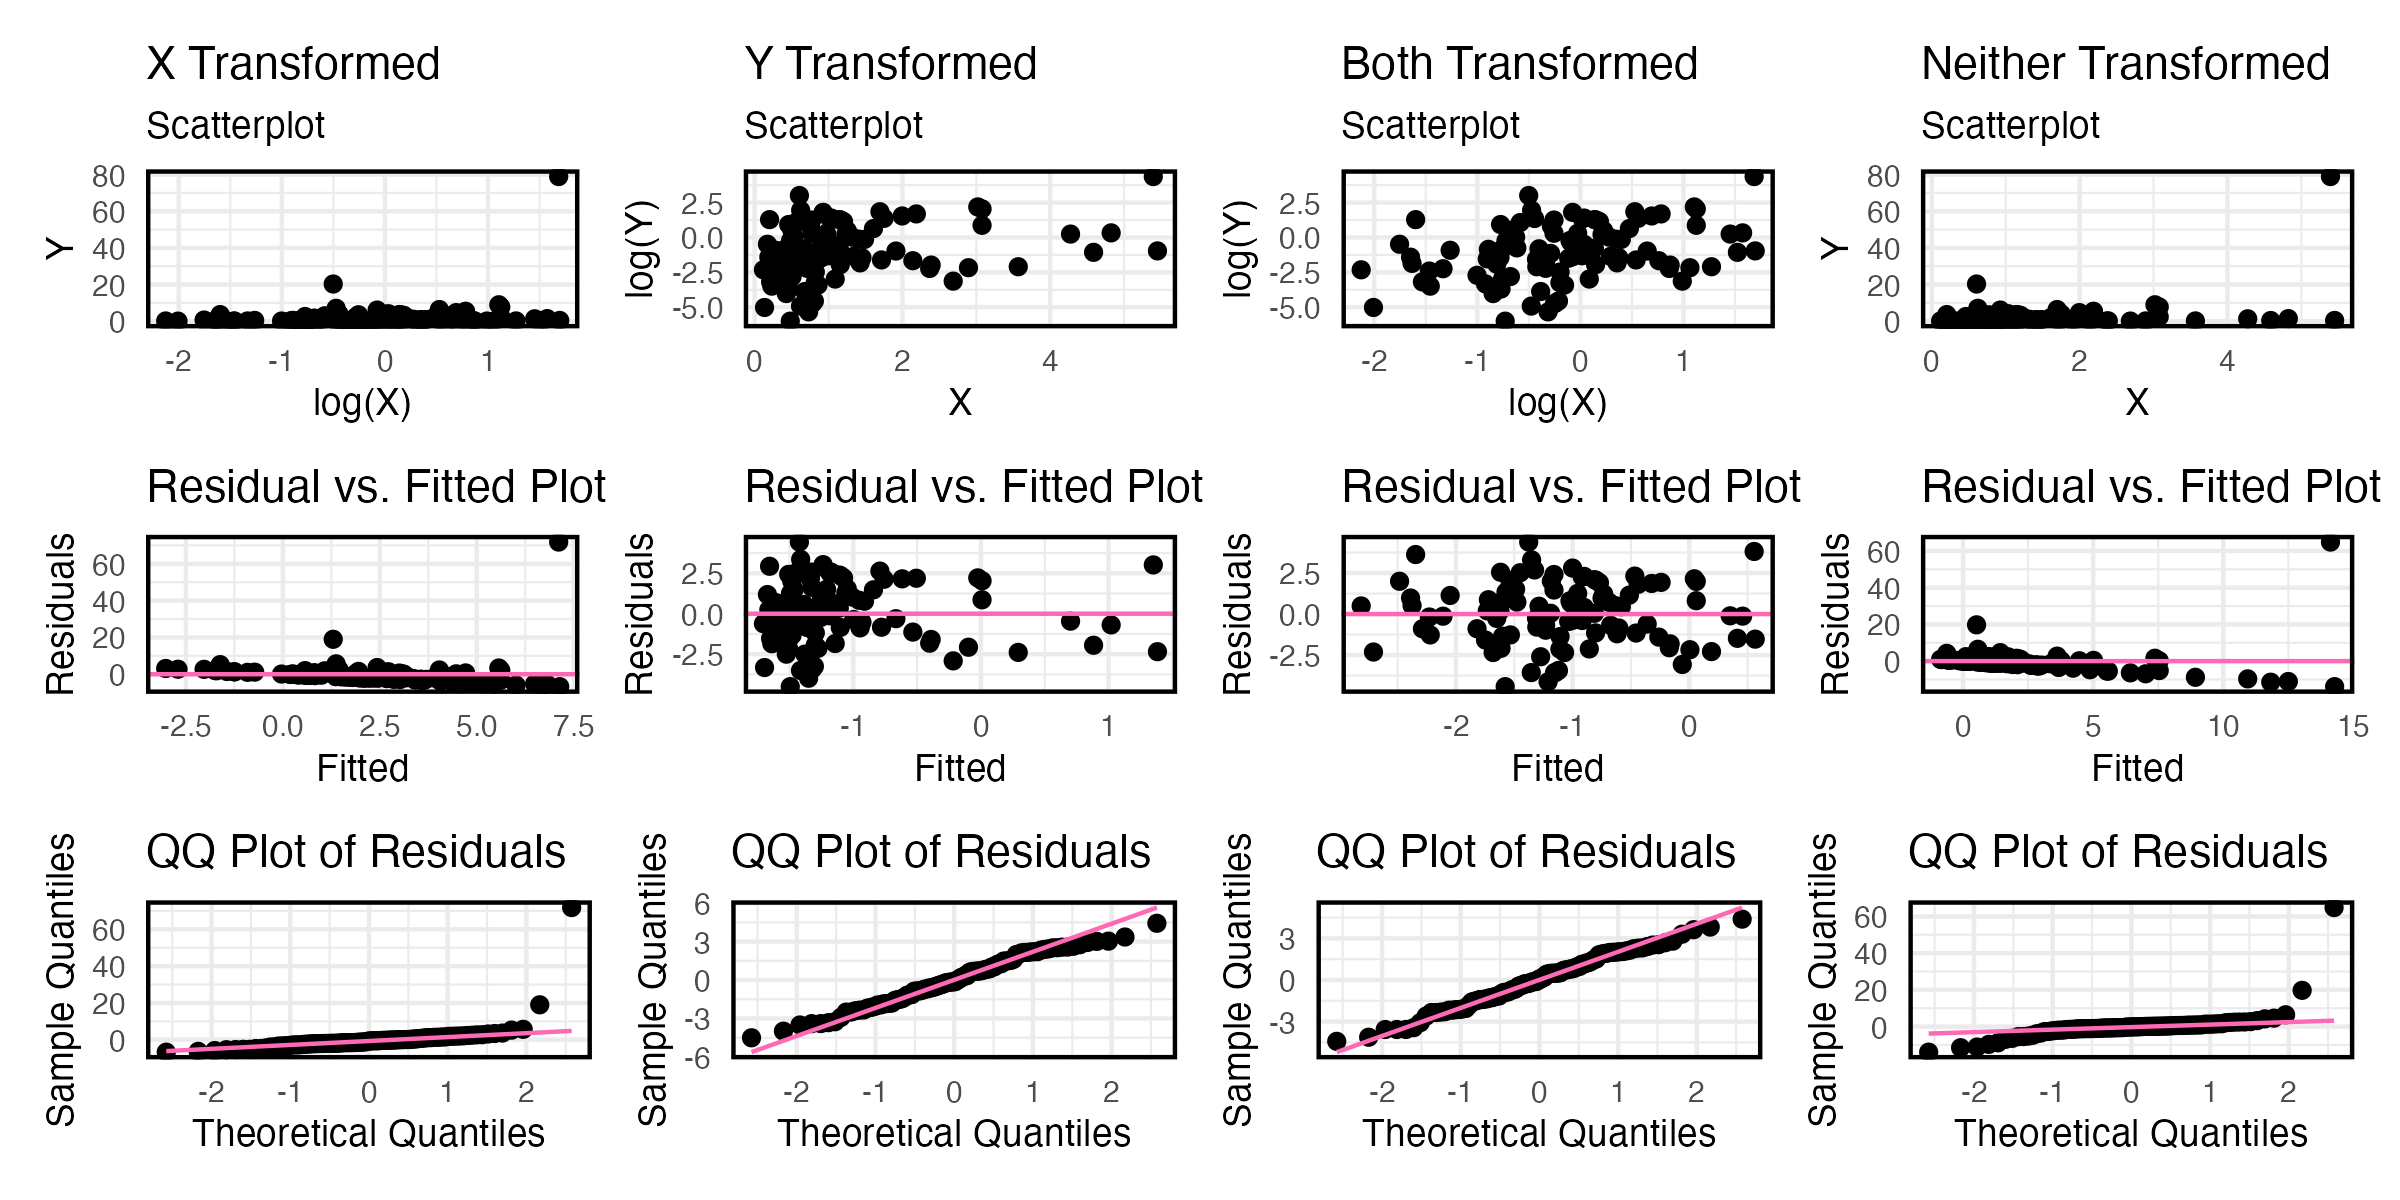 X Transformed
Y Transformed
Both Transformed
Neither Transformed
Scatterplot
Scatterplot
Scatterplot
Scatterplot
Y
80
60
40
20
0
-2
-1
0
1
log(X)
log(Y)
2.5
0.0
-2.5
-5.0
0
2
4
X
log(Y)
2.5
0.0
-2.5
-5.0
-2
-1
0
1
log(X)
Y
80
60
40
20
0
0
2
4
X
Residual vs. Fitted Plot
Residual vs. Fitted Plot
Residual vs. Fitted Plot
Residual vs. Fitted Plot
Residuals
60
40
20
0
-2.5
0.0
2.5
5.0
7.5
Fitted
Residuals
2.5
0.0
-2.5
-1
0
1
Fitted
Residuals
2.5
0.0
-2.5
-2
-1
0
Fitted
Residuals
60
40
20
0
0
5
10
15
Fitted
QQ Plot of Residuals
QQ Plot of Residuals
QQ Plot of Residuals
QQ Plot of Residuals
Sample Quantiles
60
40
20
0
-2
-1
0
1
2
Theoretical Quantiles
Sample Quantiles
6
3
0
-3
-6
-2
-1
0
1
2
Theoretical Quantiles
Sample Quantiles
3
0
-3
-2
-1
0
1
2
Theoretical Quantiles
Sample Quantiles
60
40
20
0
-2
-1
0
1
2
Theoretical Quantiles